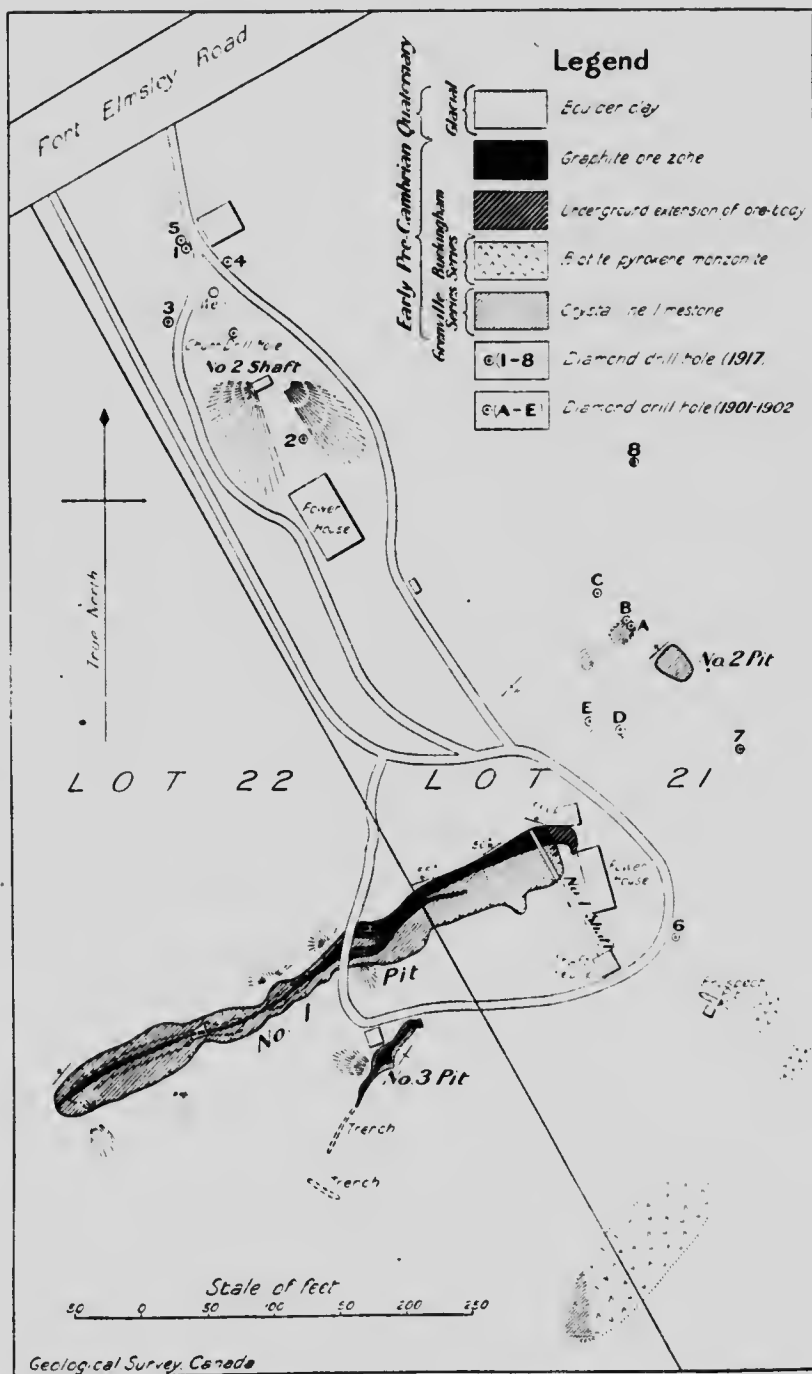 Fort Elmsley Road
Legend
Early Pre-Cambrian Quaternary
Glacial
Boulder clay
Graphite ore zone
Underground extension of ore-body
Buckingham
Series
Biotite pyroxene monzonite
Grenville
Series
Crystalline limestone
(1-8
Diamond drill hole (1917)
(A-E)
Diamond drill hole (1901-1902
5
1
4
Well
3
Churn Drill hole
No 2 Shaft
2
Power
House
True North
8
C
B
A
No. 2 Pit
E
D
7
LOT 22
LOT 21
Power
House
No. 1 Shaft
6
Pit
No. 1
Prospect
No. 3 Pit
Trench
Trench
Scale of feet
50 0 50 100 150 200 250
Geological Survey, Canada